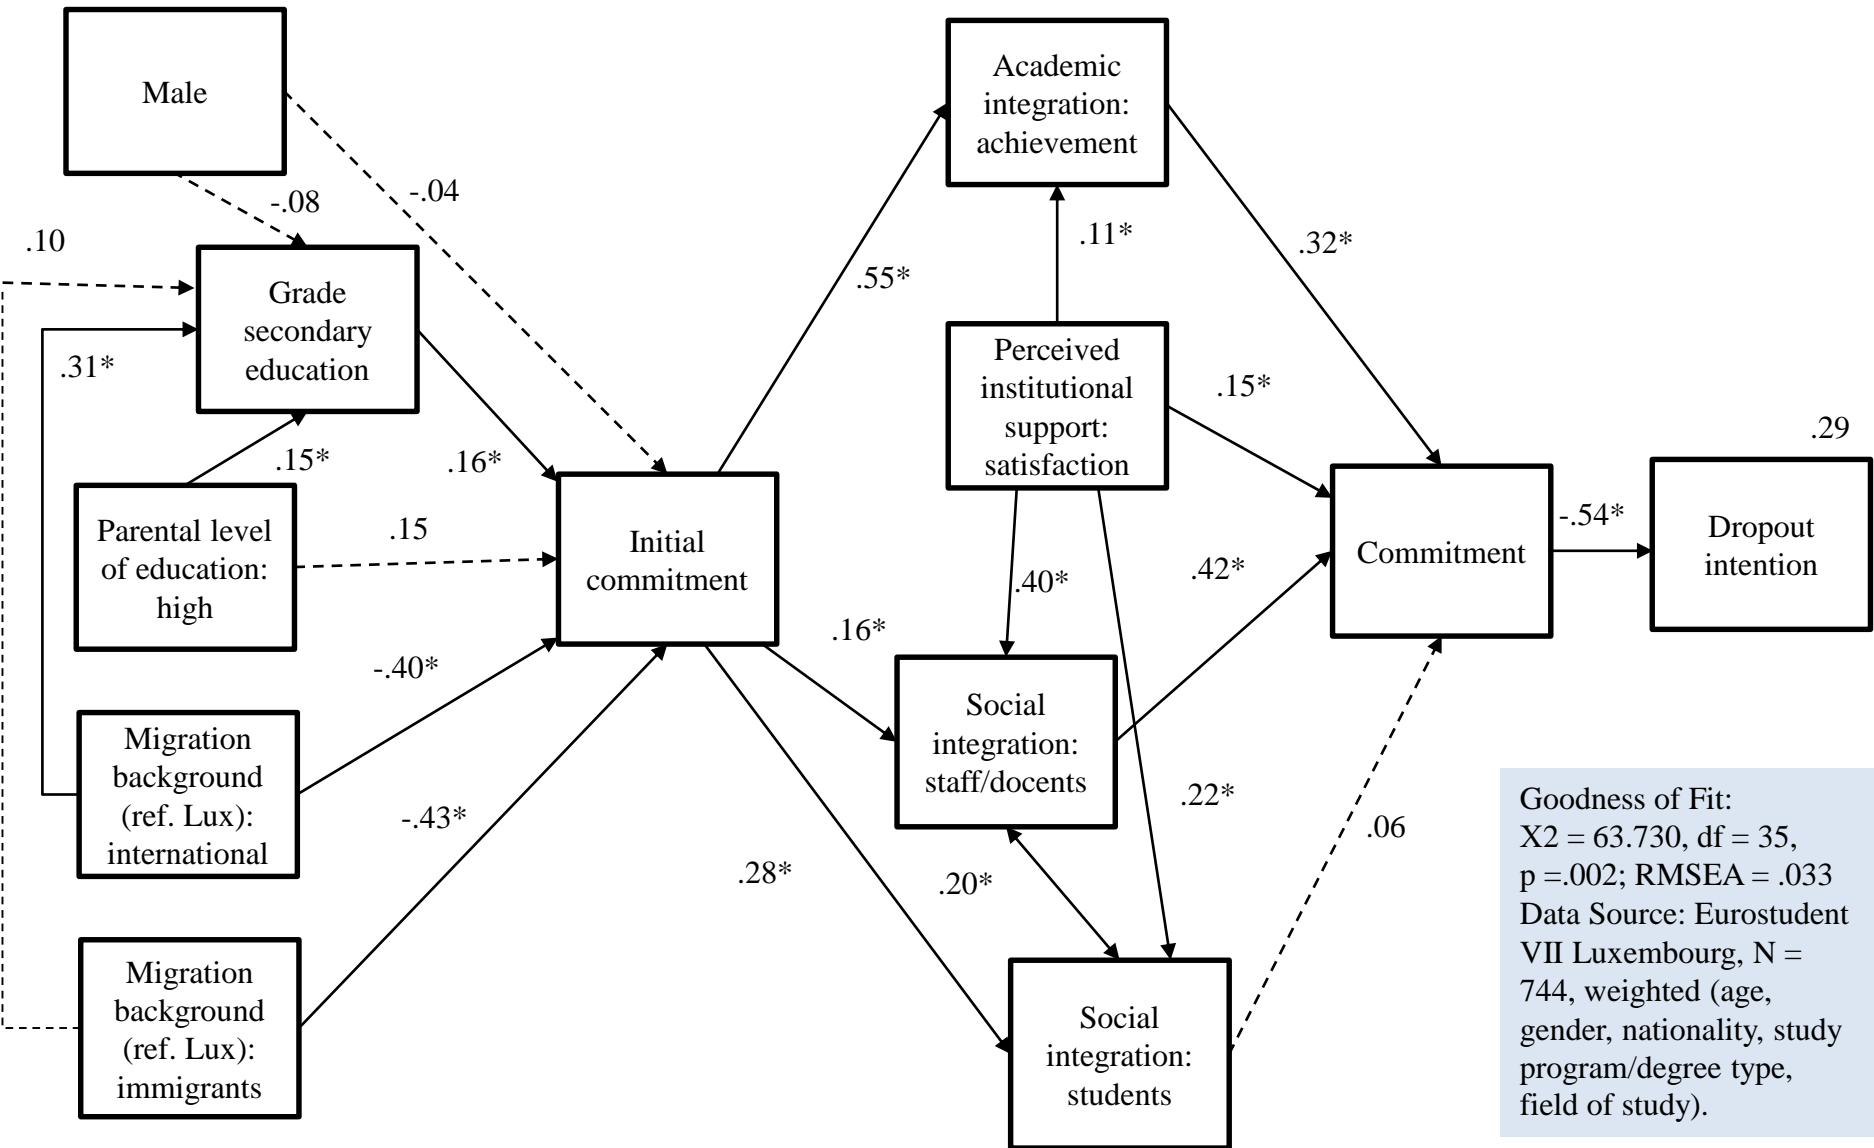 Male
-.08
-.04
.10
Grade
secondary
education
.31*
.15*
.16*
Parental level
of education:
high
.15
Initial
commitment
Migration
background
(ref. Lux):
international
-.40*
Migration
background
(ref. Lux):
immigrants
-.43*
Academic
integration:
achievement
.55*
.11*
.32*
Perceived
institutional
support:
satisfaction
.15*
.40*
.42*
.16*
Social
integration:
staff/docents
.22*
.28*
.20*
.06
Social
integration:
students
Commitment
-.54*
.29
Dropout
intention
Goodness of Fit:
X2 = 63.730, df = 35,
p =.002; RMSEA = .033
Data Source: Eurostudent
VII Luxembourg, N =
744, weighted (age,
gender, nationality, study
program/degree type,
field of study).